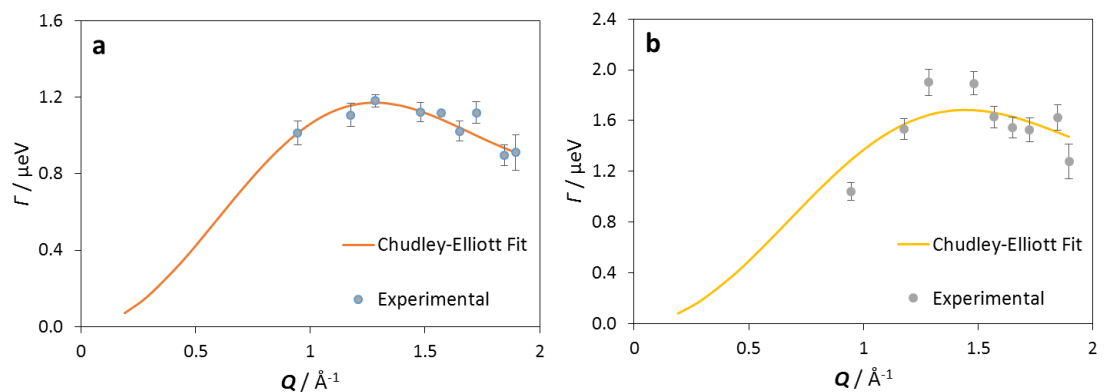 a
1.6
1.2
0.8
0.4
0.0
Γ / μeV
Chudley-Elliott Fit
Experimental
0 0.5 1 1.5 2
Q / Å⁻¹
b
2.4
2.0
1.6
1.2
0.8
0.4
0.0
Γ / μeV
Chudley-Elliott Fit
Experimental
0 0.5 1 1.5 2
Q / Å⁻¹